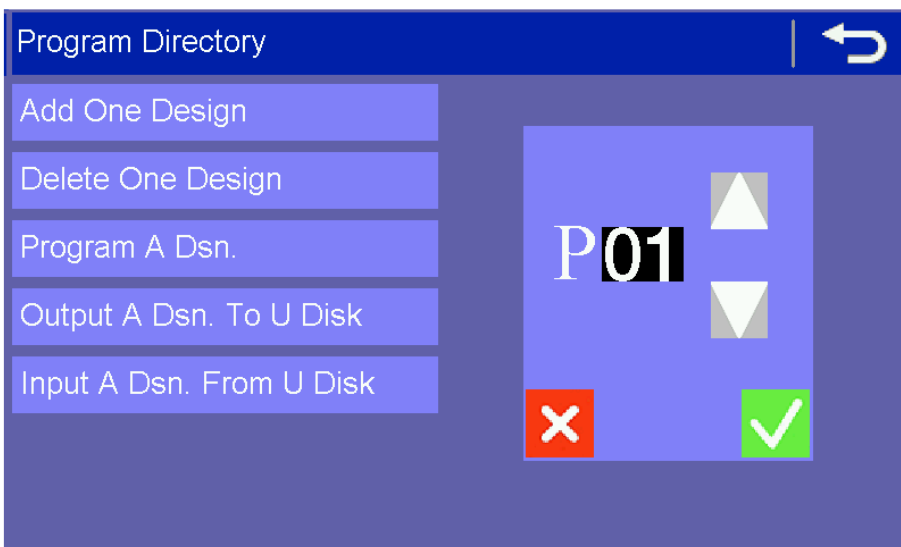 Program Directory
Add One Design
Delete One Design
Program A Dsn.
Output A Dsn. To U Disk
Input A Dsn. From U Disk
P01